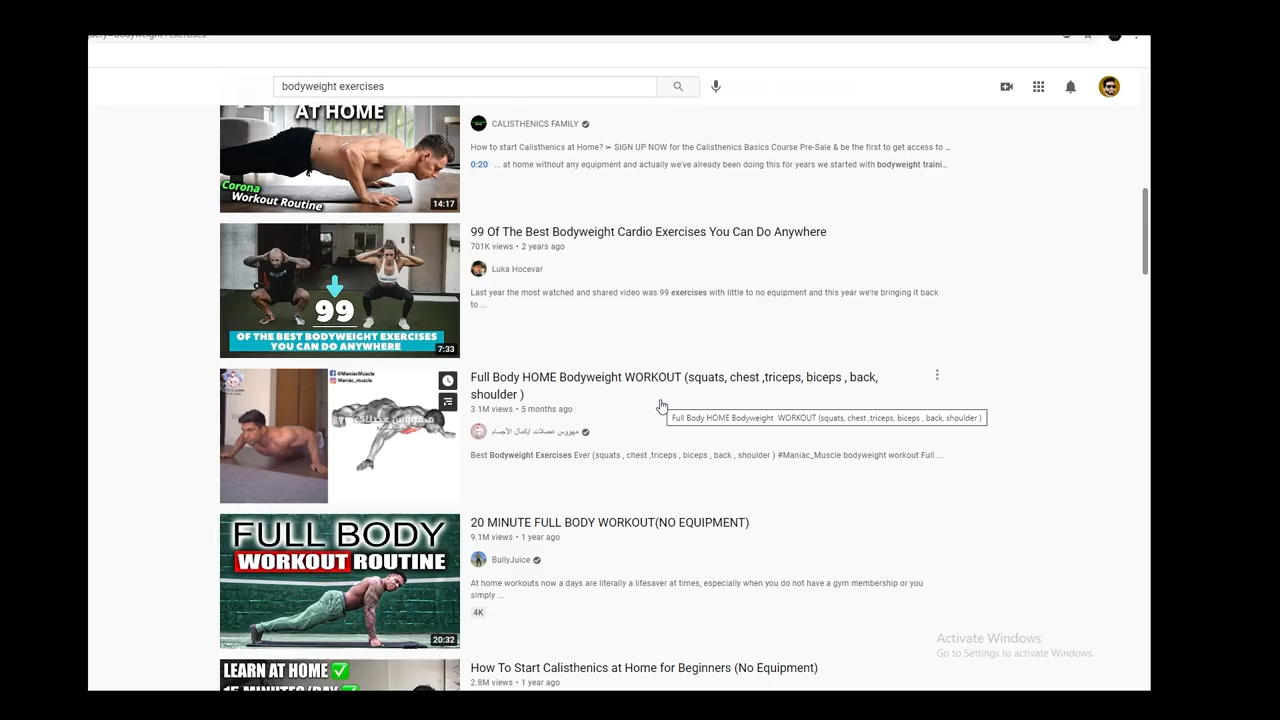 bodyweight exercises
AT HOME
Corona
Workout Routine
14:17
CALISTHENICS FAMILY
How to start Calisthenics at Home? ➳ SIGN UP NOW for the Calisthenics Basics Course Pre-Sale & be the first to get access to ...
0:20 ... at home without any equipment and actually we've already been doing this for years we started with bodyweight traini...
99
OF THE BEST BODYWEIGHT EXERCISES
YOU CAN DO ANYWHERE
7:33
99 Of The Best Bodyweight Cardio Exercises You Can Do Anywhere
701K views • 2 years ago
Luka Hocevar
Last year the most watched and shared video was 99 exercises with little to no equipment and this year we're bringing it back
to ...
@ManiacMuscle
Maniac_muscle
مهووس عضلات
Full Body HOME Bodyweight WORKOUT (squats, chest ,triceps, biceps , back,
shoulder )
3.1M views • 5 months ago
Full Body HOME Bodyweight WORKOUT (squats, chest ,triceps, biceps , back, shoulder )
مهووس عضلات /كمال الأجسام
Best Bodyweight Exercises Ever (squats , chest ,triceps , biceps , back , shoulder ) #Maniac_Muscle bodyweight workout Full ...
FULL BODY
WORKOUT ROUTINE
20:32
20 MINUTE FULL BODY WORKOUT(NO EQUIPMENT)
9.1M views • 1 year ago
BullyJuice
At home workouts now a days are literally a lifesaver at times, especially when you do not have a gym membership or you
simply ...
4K
Activate Windows
Go to Settings to activate Windows.
LEARN AT HOME
15 MINUTES/DAY
How To Start Calisthenics at Home for Beginners (No Equipment)
2.8M views • 1 year ago